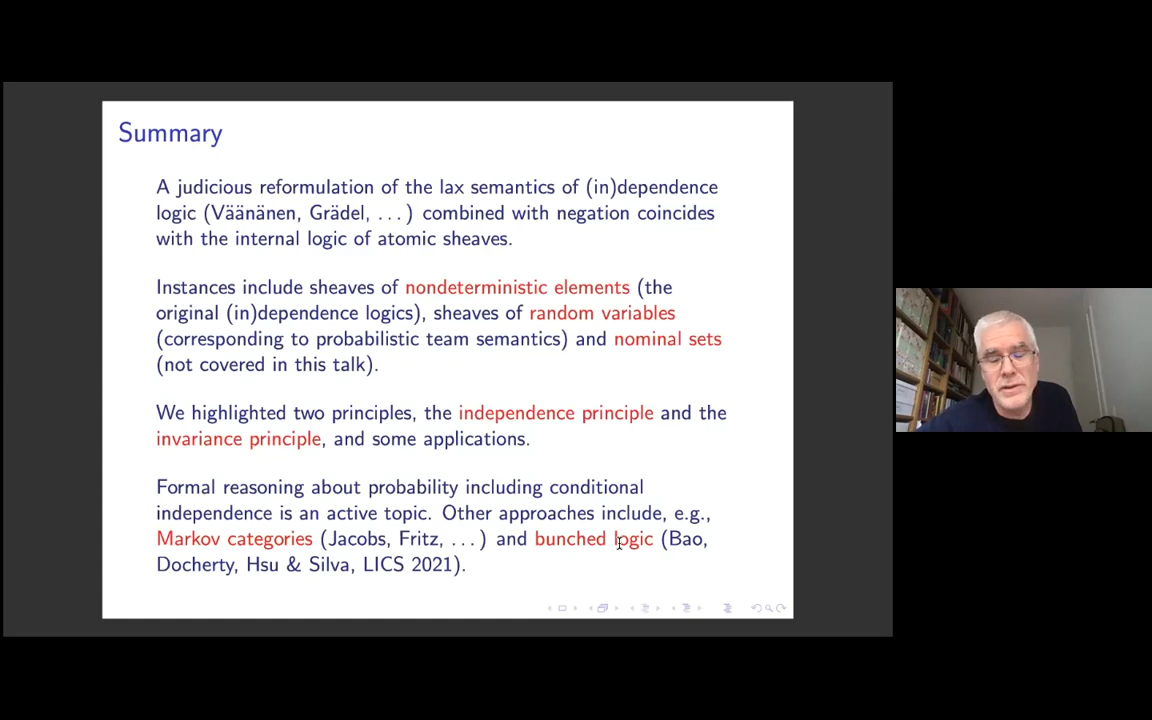 Summary
A judicious reformulation of the lax semantics of (in)dependence
logic (Väänänen, Grädel, . . . ) combined with negation coincides
with the internal logic of atomic sheaves.
Instances include sheaves of nondeterministic elements (the
original (in)dependence logics), sheaves of random variables
(corresponding to probabilistic team semantics) and nominal sets
(not covered in this talk).
We highlighted two principles, the independence principle and the
invariance principle, and some applications.
Formal reasoning about probability including conditional
independence is an active topic. Other approaches include, e.g.,
Markov categories (Jacobs, Fritz, . . . ) and bunched logic (Bao,
Docherty, Hsu & Silva, LICS 2021).